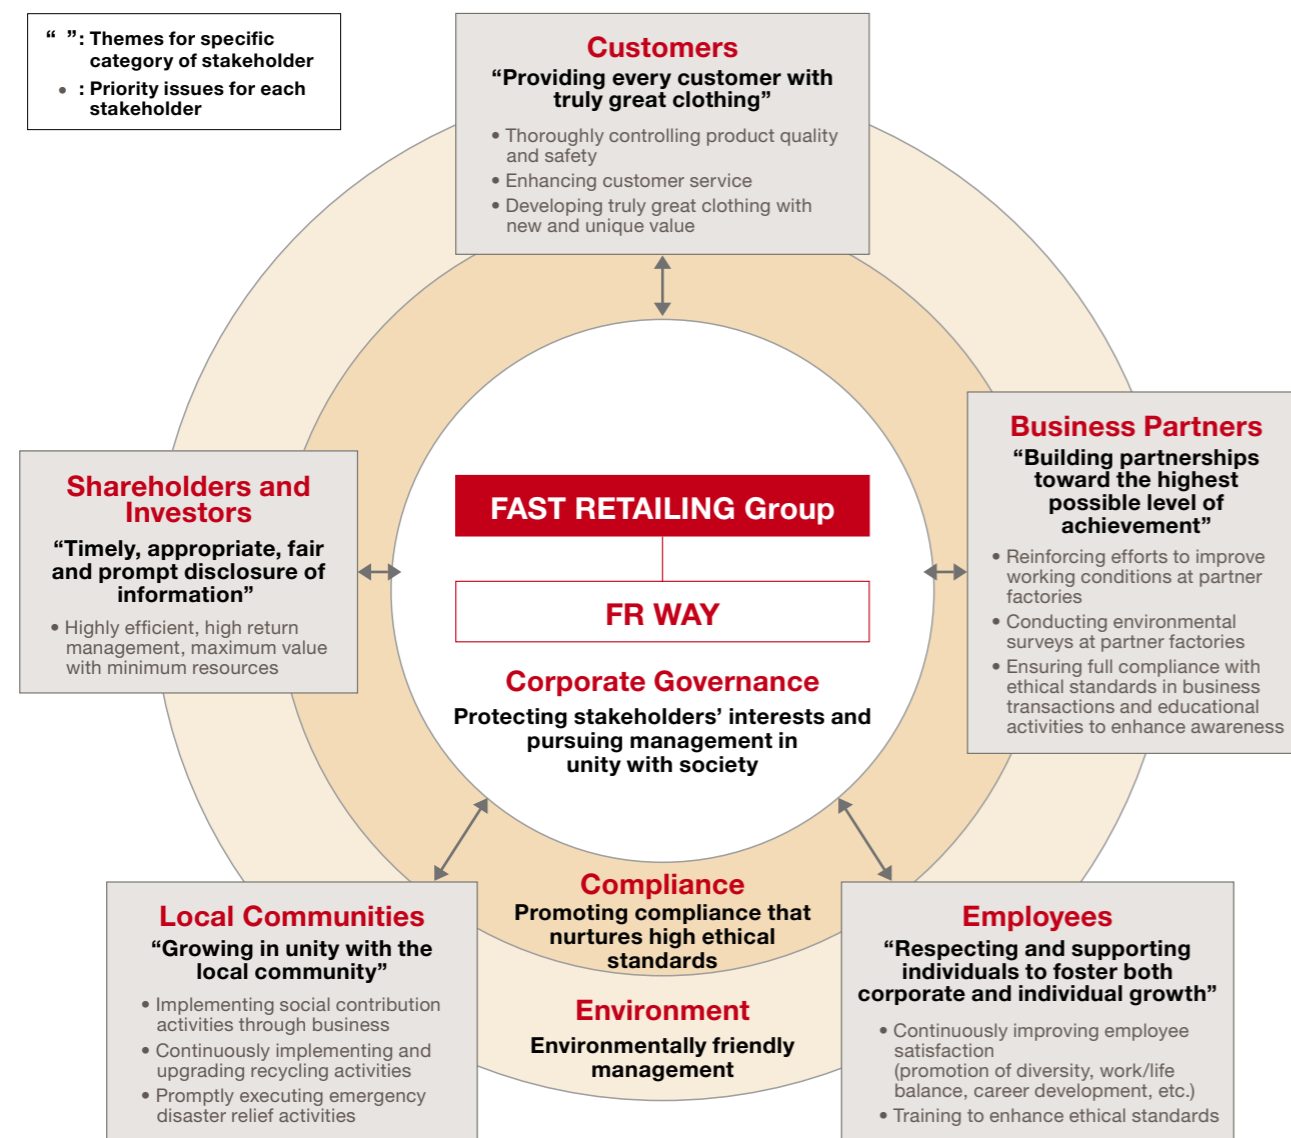 “ ” : Themes for specific
category of stakeholder
• : Priority issues for each
stakeholder
Customers
“Providing every customer with
truly great clothing”
• Thoroughly controlling product quality
and safety
• Enhancing customer service
• Developing truly great clothing with
new and unique value
Shareholders and
Investors
“Timely, appropriate, fair
and prompt disclosure of
information”
• Highly efficient, high return
management, maximum value
with minimum resources
FAST RETAILING Group
FR WAY
Corporate Governance
Protecting stakeholders’ interests and
pursuing management in
unity with society
Business Partners
“Building partnerships
toward the highest
possible level of
achievement”
• Reinforcing efforts to improve
working conditions at partner
factories
• Conducting environmental
surveys at partner factories
• Ensuring full compliance with
ethical standards in business
transactions and educational
activities to enhance awareness
Local Communities
“Growing in unity with the
local community”
• Implementing social contribution
activities through business
• Continuously implementing and
upgrading recycling activities
• Promptly executing emergency
disaster relief activities
Compliance
Promoting compliance that
nurtures high ethical
standards
Environment
Environmentally friendly
management
Employees
“Respecting and supporting
individuals to foster both
corporate and individual growth”
• Continuously improving employee
satisfaction
(promotion of diversity, work/life
balance, career development, etc.)
• Training to enhance ethical standards